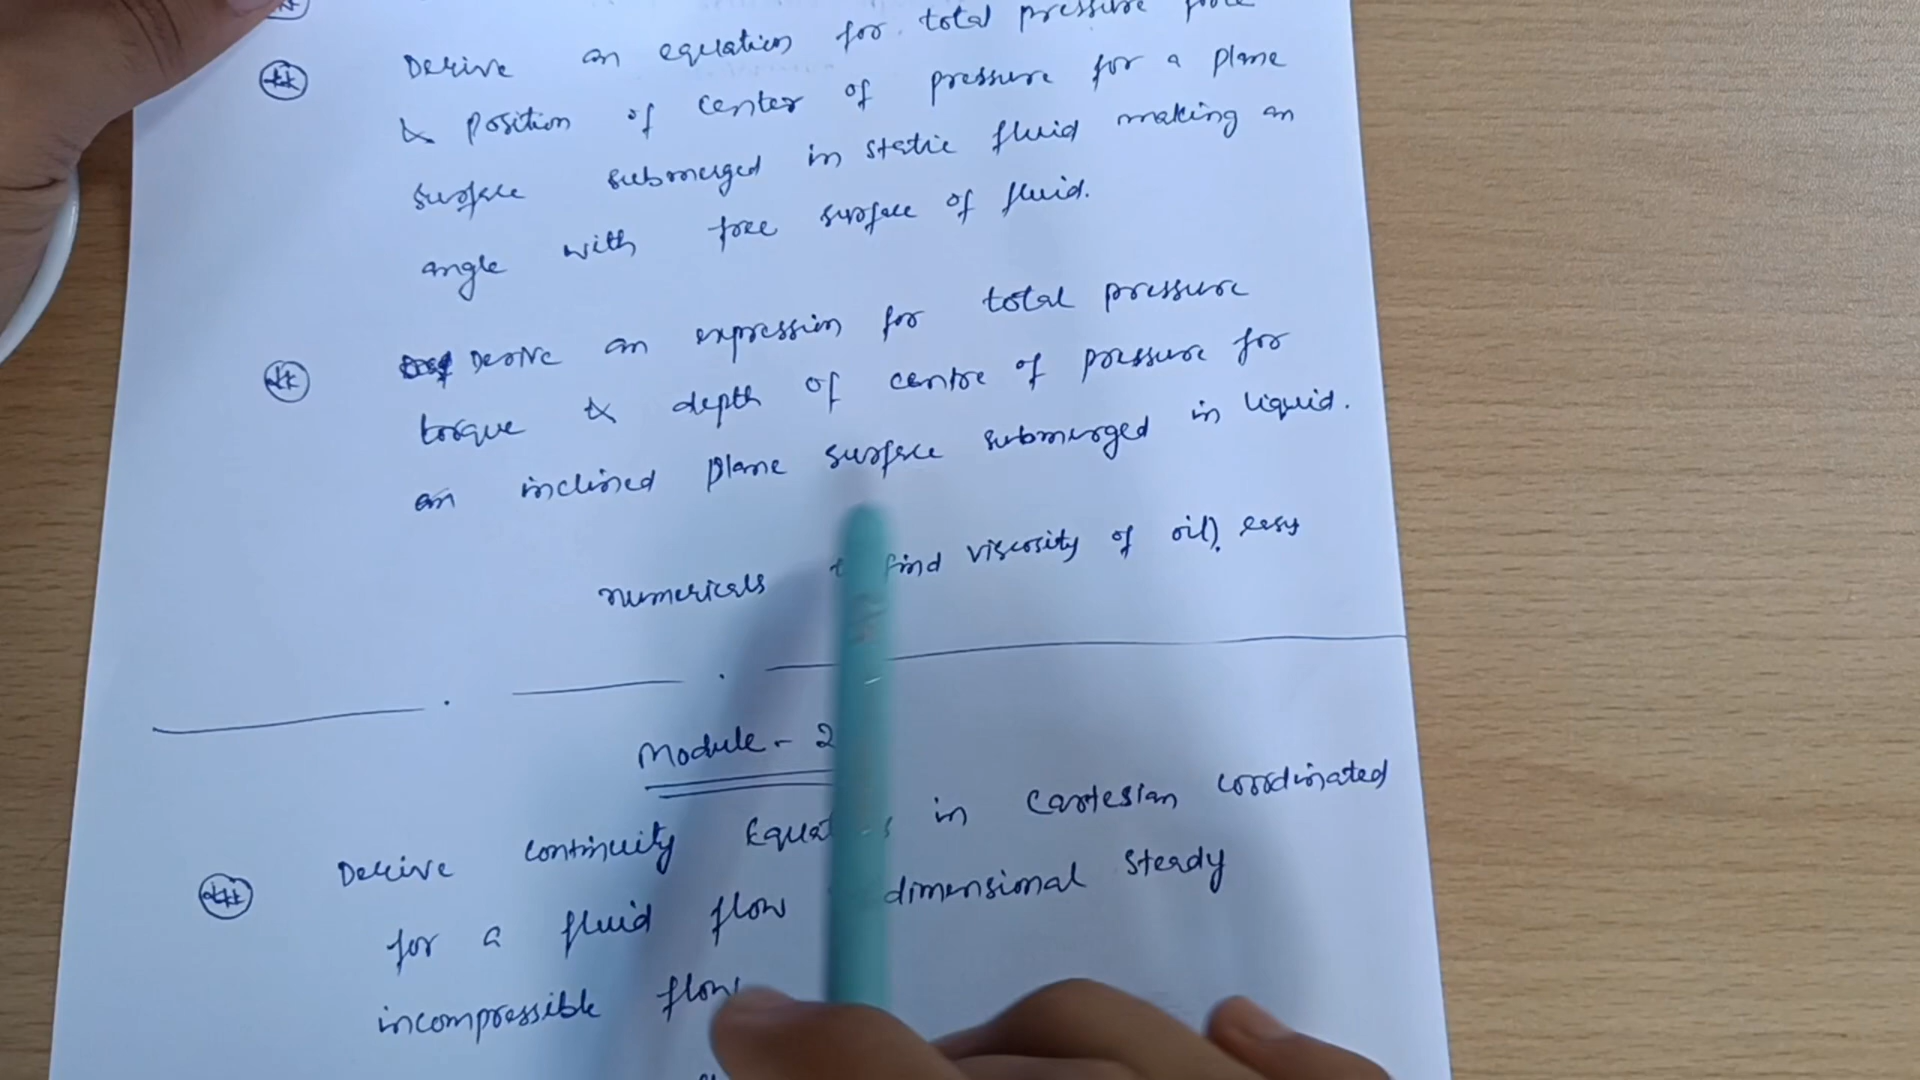 ** Derive an equation for total pressure force
& position of center of pressure for a plane
surface submerged in static fluid making an
angle with free surface of fluid.
** Derive an expression for total pressure
torque & depth of centre of pressure for
an inclined plane surface submerged in liquid.
numericals find viscosity of oil), easy
Module - 2
Derive continuity in cartesian coordinated
for a fluid flow dimensional steady
incompressible flow